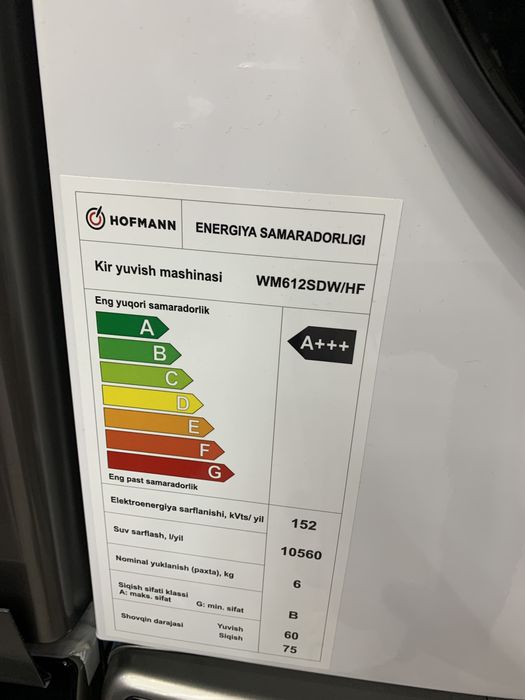 HOFMANN
ENERGIYA SAMARADORLIGI
Kir yuvish mashinasi WM612SDW/HF
Eng yuqori samaradorlik
A
A+++
B
C
D
E
F
G
Eng past samaradorlik
Elektroenergiya sarflanishi, kVts/ yil 152
Suv sarflash, l/yil 10560
Nominal yuklanish (paxta), kg 6
Siqish sifati klassi
A: maks. sifat G: min. sifat B
Shovqin darajasi Yuvish 60
Siqish 75